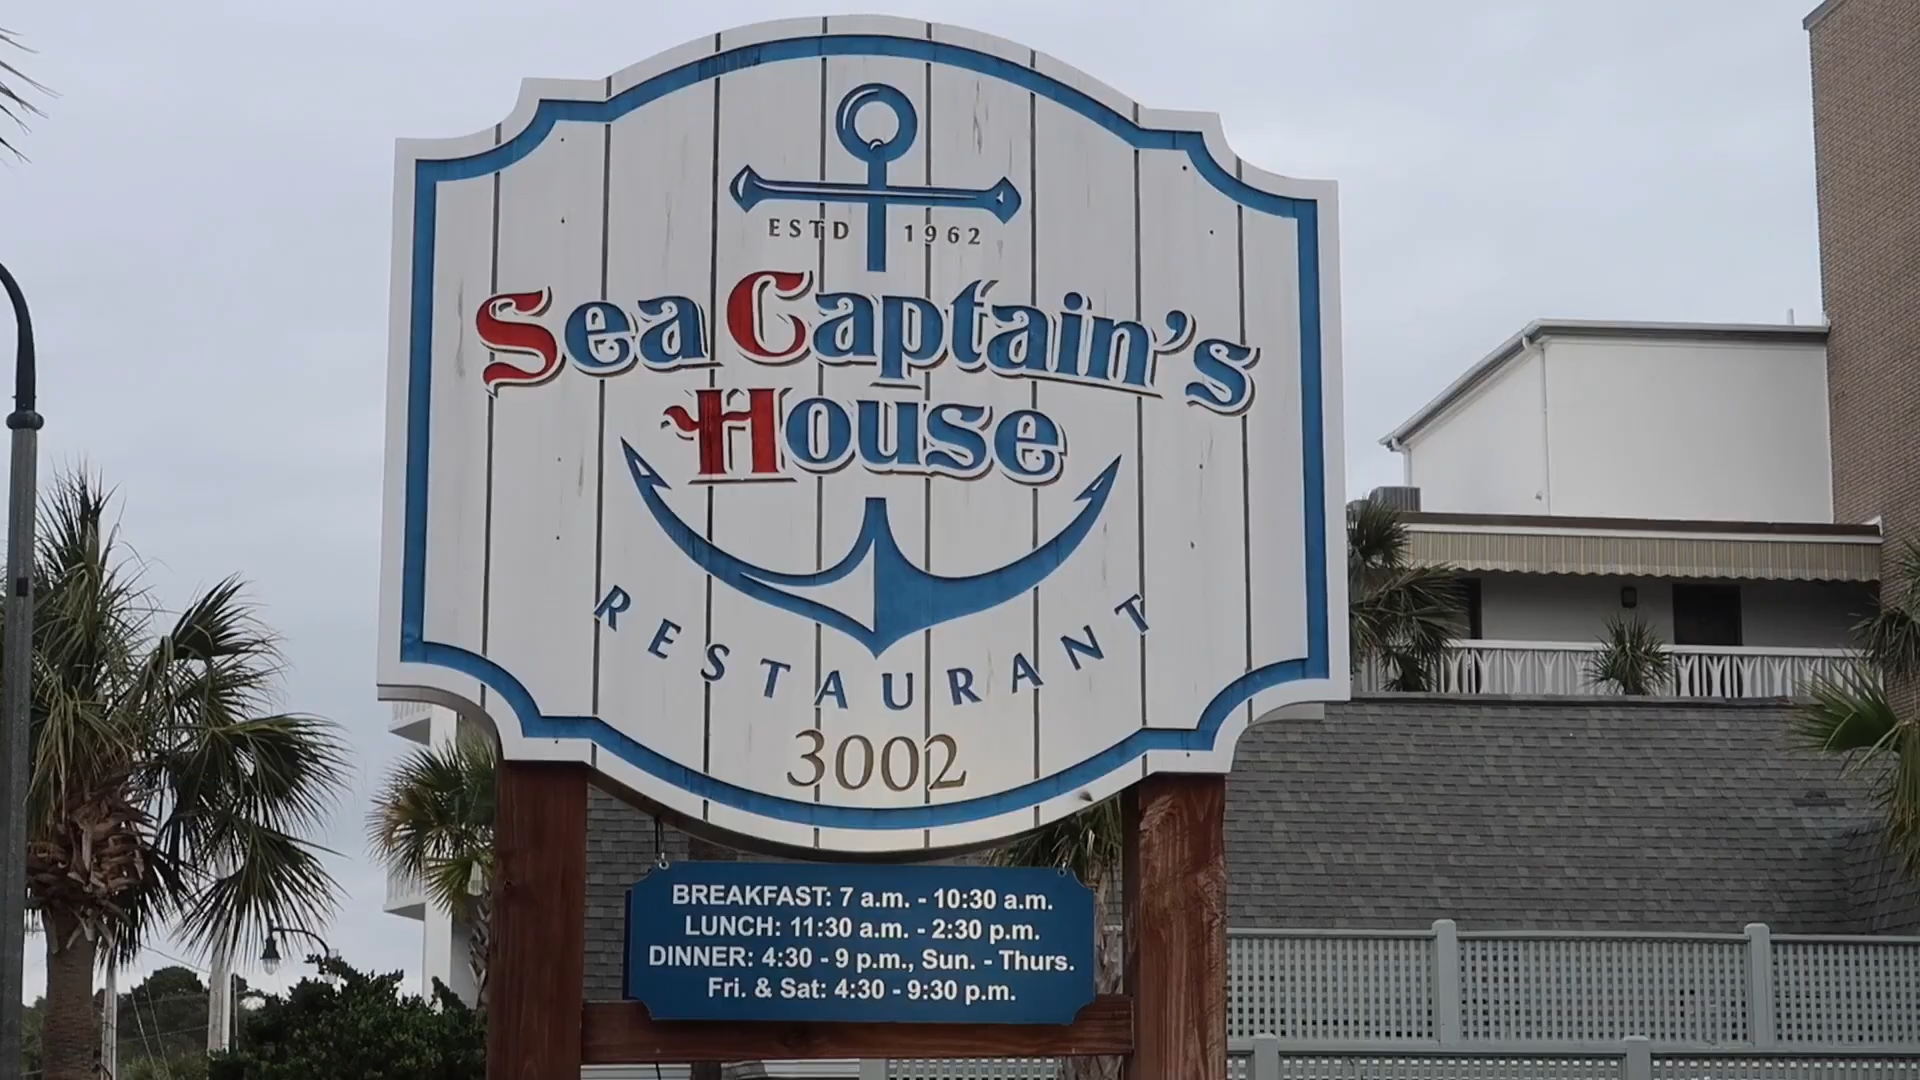 ESTD 1962
Sea Captain's
House
RESTAURANT
3002
BREAKFAST: 7 a.m. - 10:30 a.m.
LUNCH: 11:30 a.m. - 2:30 p.m.
DINNER: 4:30 - 9 p.m., Sun. - Thurs.
Fri. & Sat: 4:30 - 9:30 p.m.